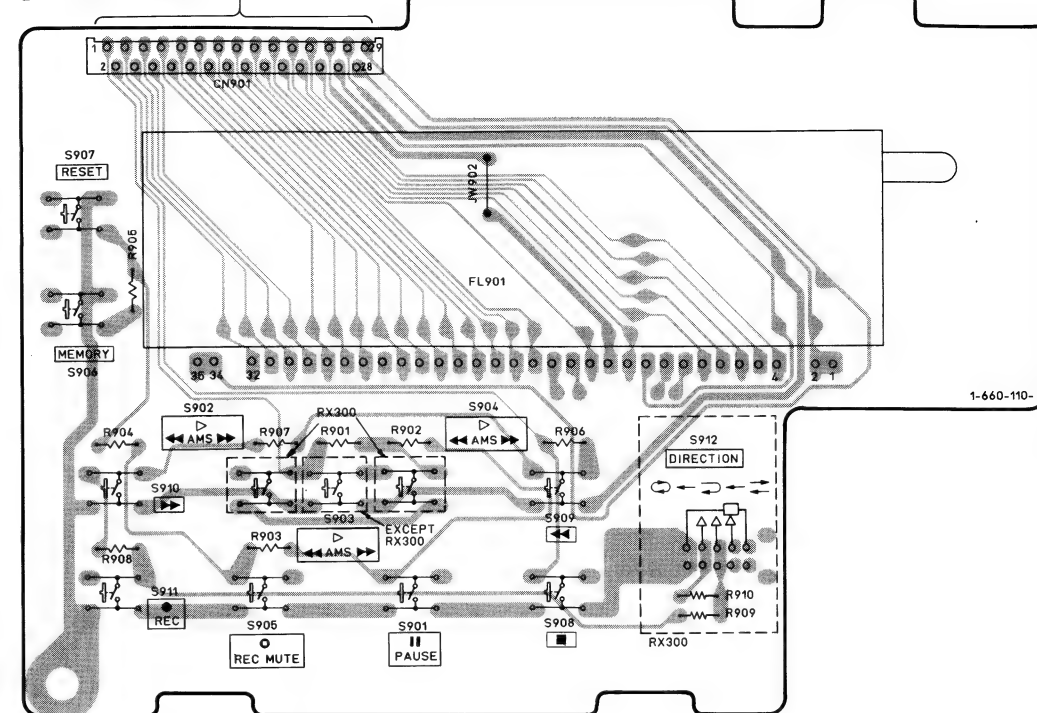 1 29
2 28
CN901
S907
RESET
R905
JW902
FL901
MEMORY
S906
35 34 32 4 2 1
1-660-110-
S902
▷
◀◀ AMS ▶▶
RX300
S904
▷
◀◀ AMS ▶▶
R904
R907
R901
R902
R906
S912
DIRECTION
S910
▶▶
S903
▷
◀◀ AMS ▶▶
EXCEPT
RX300
S909
◀◀
R908
R903
S911
●
REC
S905
○
REC MUTE
S901
II
PAUSE
S908
■
R910
R909
RX300